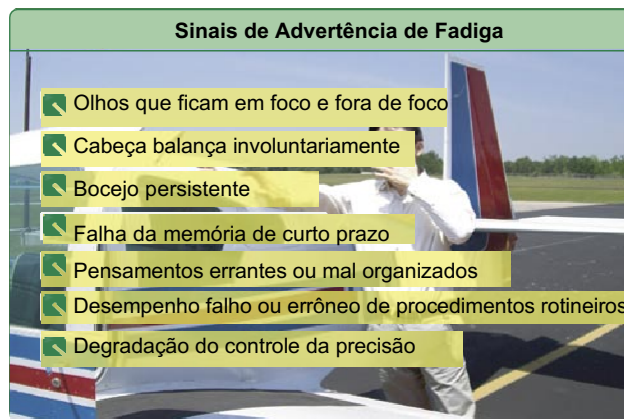 Sinais de Advertência de Fadiga
Olhos que ficam em foco e fora de foco
Cabeça balança involuntariamente
Bocejo persistente
Falha da memória de curto prazo
Pensamentos errantes ou mal organizados
Desempenho falho ou errôneo de procedimentos rotineiros
Degradação do controle da precisão